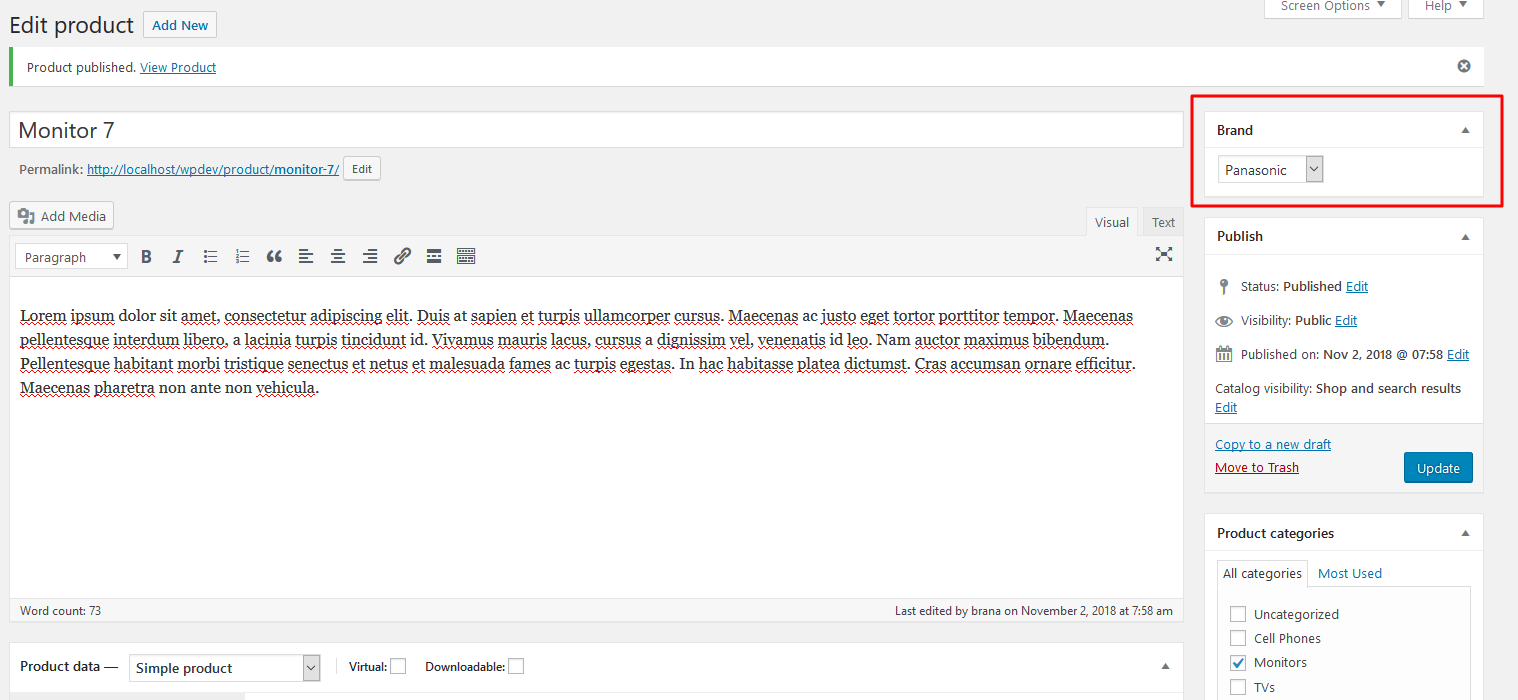 Screen Options
Help
Edit product
Add New
Product published. View Product
Monitor 7
Permalink: http://localhost/wpdev/product/monitor-7/ Edit
Add Media
Visual
Text
Paragraph
Lorem ipsum dolor sit amet, consectetur adipiscing elit. Duis at sapien et turpis ullamcorper cursus. Maecenas ac justo eget tortor porttitor tempor. Maecenas
pellentesque interdum libero, a lacinia turpis tincidunt id. Vivamus mauris lacus, cursus a dignissim vel, venenatis id leo. Nam auctor maximus bibendum.
Pellentesque habitant morbi tristique senectus et netus et malesuada fames ac turpis egestas. In hac habitasse platea dictumst. Cras accumsan ornare efficitur.
Maecenas pharetra non ante non vehicula.
Word count: 73
Last edited by brana on November 2, 2018 at 7:58 am
Product data —
Simple product
Virtual:
Downloadable:
Brand
Panasonic
Publish
Status: Published Edit
Visibility: Public Edit
Published on: Nov 2, 2018 @ 07:58 Edit
Catalog visibility: Shop and search results
Edit
Copy to a new draft
Move to Trash
Update
Product categories
All categories
Most Used
Uncategorized
Cell Phones
Monitors
TVs